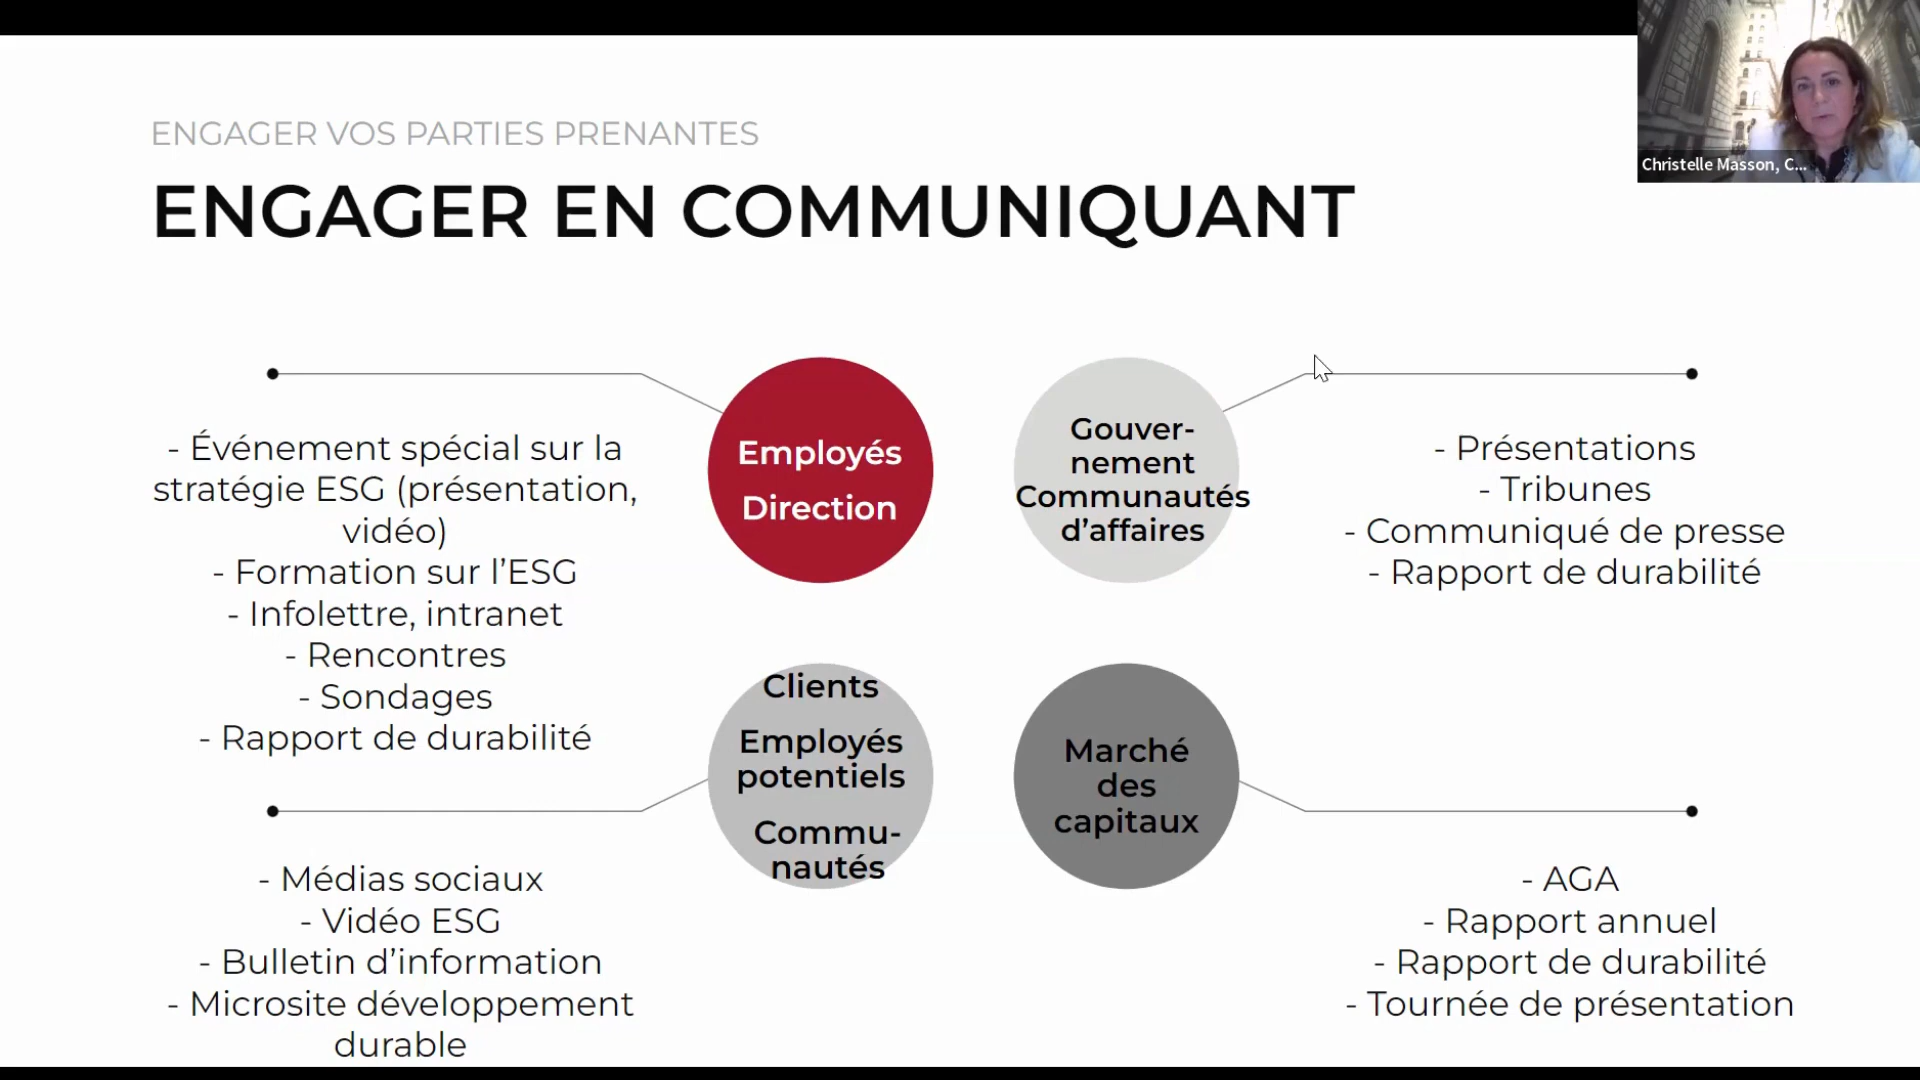 ENGAGER VOS PARTIES PRENANTES
ENGAGER EN COMMUNIQUANT
Christelle Masson, C...
- Événement spécial sur la
stratégie ESG (présentation,
vidéo)
- Formation sur l’ESG
- Infolettre, intranet
- Rencontres
- Sondages
- Rapport de durabilité
Employés
Direction
Gouver-
nement
Communautés
d’affaires
- Présentations
- Tribunes
- Communiqué de presse
- Rapport de durabilité
Clients
Employés
potentiels
Commu-
nautés
- Médias sociaux
- Vidéo ESG
- Bulletin d’information
- Microsite développement
durable
Marché
des
capitaux
- AGA
- Rapport annuel
- Rapport de durabilité
- Tournée de présentation